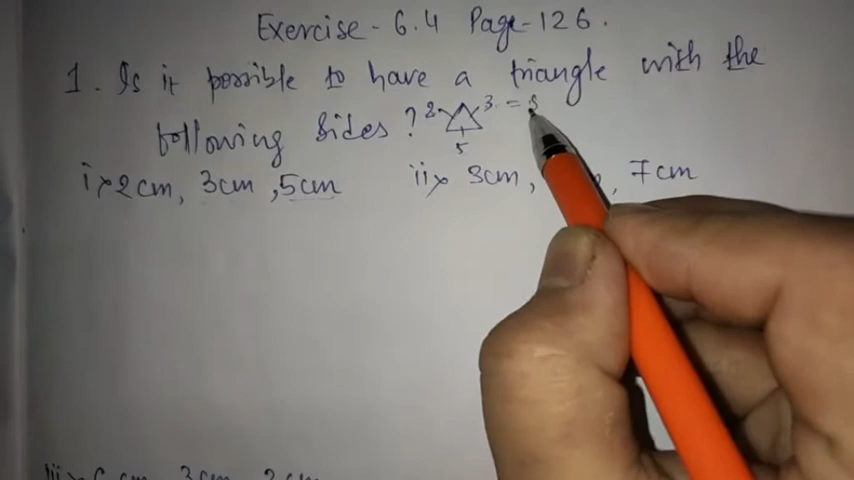 Exercise - 6.4 Page-126.
1. Is it possible to have a triangle with the
following sides ? 2 3 =
5
i> 2cm, 3cm, 5cm ii> 3cm, , 7cm